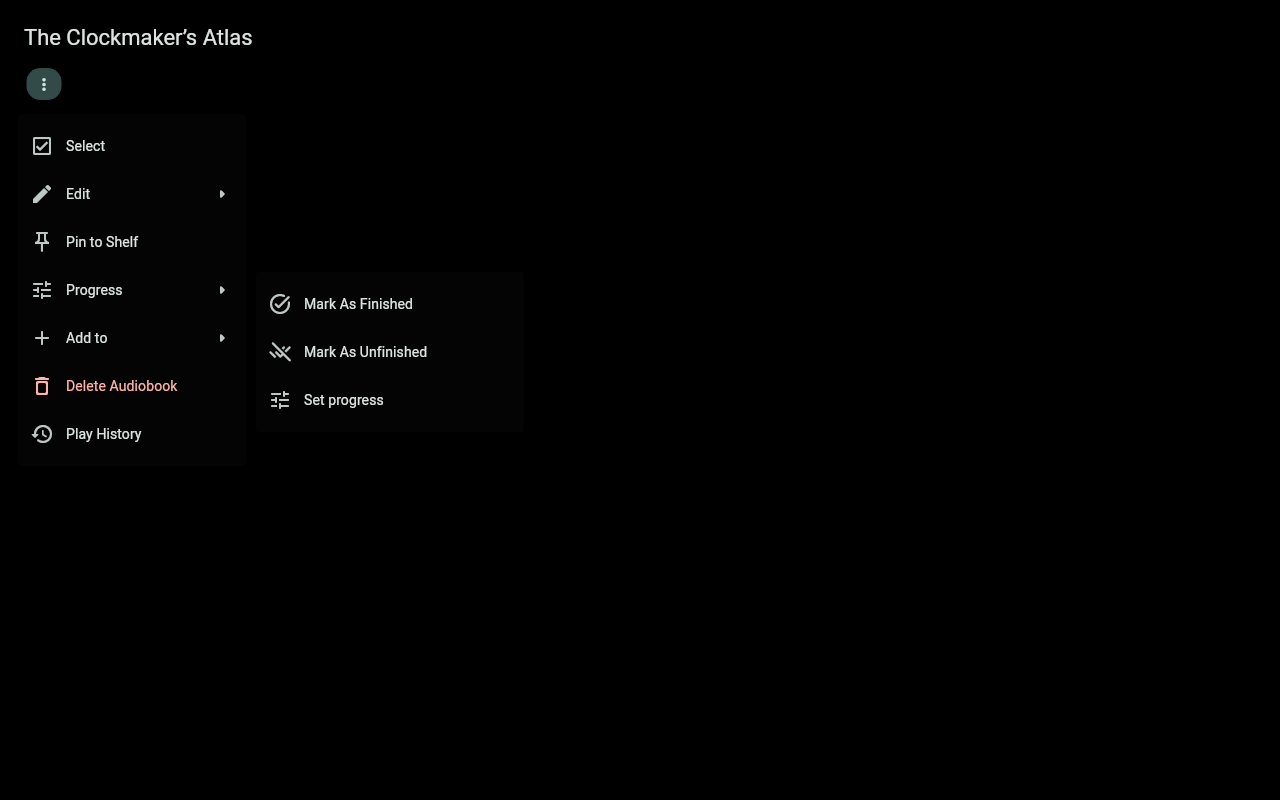 The Clockmaker’s Atlas
Select
Edit
Pin to Shelf
Progress
Add to
Delete Audiobook
Play History
Mark As Finished
Mark As Unfinished
Set progress